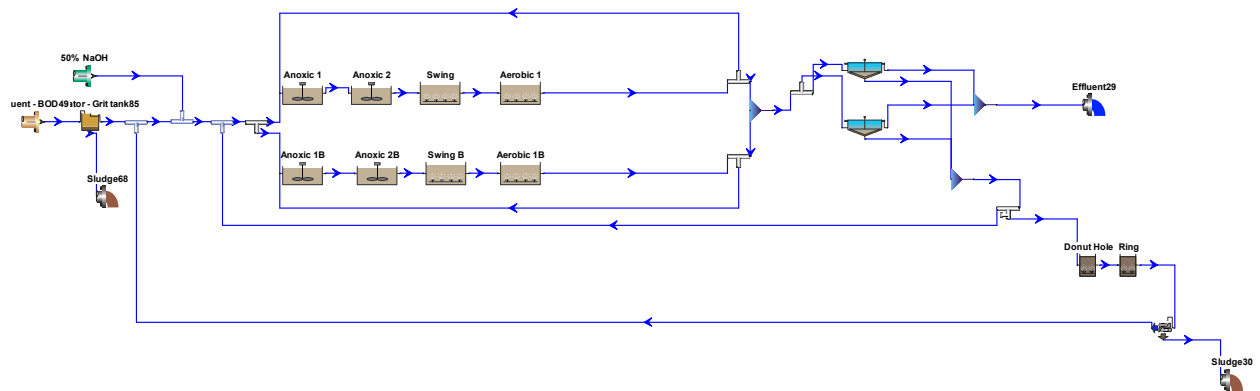 50% NaOH
Anoxic 1
Anoxic 2
Swing
Aerobic 1
Effluent29
uent - BOD49stor - Grit tank85
Anoxic 1B
Anoxic 2B
Swing B
Aerobic 1B
Sludge68
Donut Hole
Ring
Sludge30